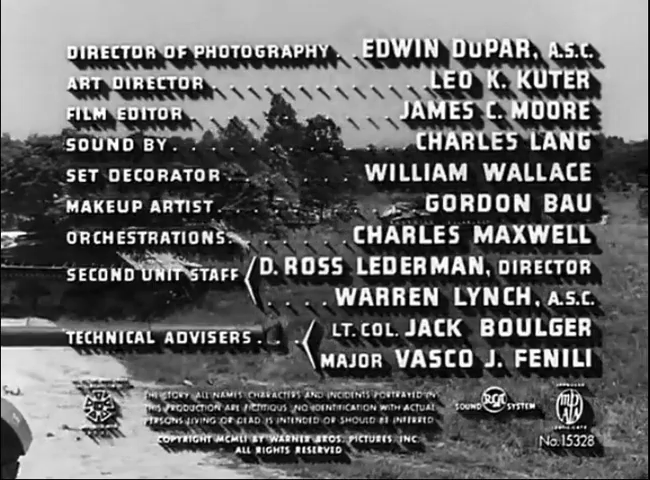 DIRECTOR OF PHOTOGRAPHY . . EDWIN DuPAR, A.S.C.
ART DIRECTOR . . . . . . . . . . LEO K. KUTER
FILM EDITOR . . . . . . . . . . JAMES C. MOORE
SOUND BY . . . . . . . . . . . CHARLES LANG
SET DECORATOR . . . . . . . WILLIAM WALLACE
MAKEUP ARTIST . . . . . . . . . . GORDON BAU
ORCHESTRATIONS . . . . . . CHARLES MAXWELL
SECOND UNIT STAFF D. ROSS LEDERMAN, DIRECTOR
. . . . WARREN LYNCH, A.S.C.
TECHNICAL ADVISERS . . . LT. COL. JACK BOULGER
MAJOR VASCO J. FENILI
THE STORY, ALL NAMES, CHARACTERS AND INCIDENTS PORTRAYED IN
THIS PRODUCTION ARE FICTITIOUS. NO IDENTIFICATION WITH ACTUAL
PERSONS LIVING OR DEAD IS INTENDED OR SHOULD BE INFERRED
COPYRIGHT MCMLI BY WARNER BROS. PICTURES, INC.
ALL RIGHTS RESERVED
SOUND RCA SYSTEM
APPROVED
MPAA
CERTIFICATE
No. 15328